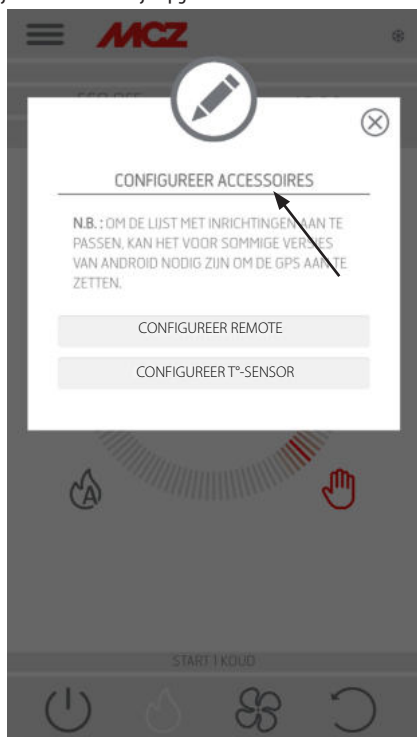 MCZ
CONFIGUREER ACCESSOIRES
N.B. : OM DE LIJST MET INRICHTINGEN AAN TE
PASSEN, KAN HET VOOR SOMMIGE VERSIES
VAN ANDROID NODIG ZIJN OM DE GPS AAN TE
ZETTEN.
CONFIGUREER REMOTE
CONFIGUREER T°-SENSOR
A
START 1 KOUD